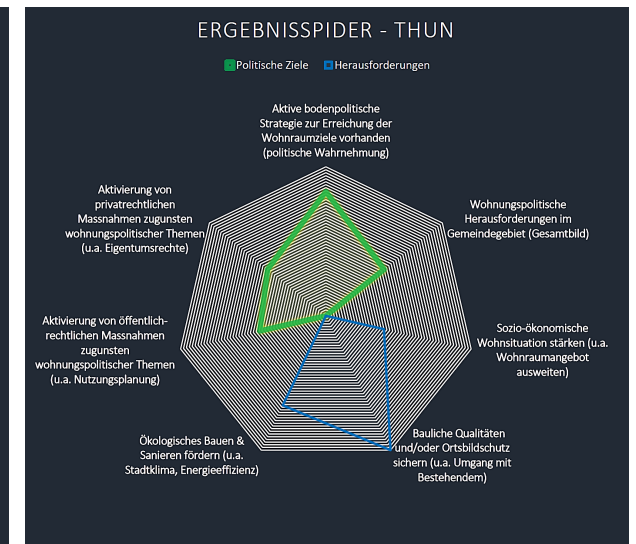 ERGEBNISSPIDER - THUN
Politische Ziele
Herausforderungen
Aktive bodenpolitische
Strategie zur Erreichung der
Wohnraumziele vorhanden
(politische Wahrnehmung)
Wohnungspolitische
Herausforderungen im
Gemeindegebiet (Gesamtbild)
Sozio-ökonomische
Wohnsituation stärken (u.a.
Wohnraumangebot
ausweiten)
Bauliche Qualitäten
und/oder Ortsbildschutz
sichern (u.a. Umgang mit
Bestehendem)
Ökologisches Bauen &
Sanieren fördern (u.a.
Stadtklima, Energieeffizienz)
Aktivierung von öffentlich-
rechtlichen Massnahmen
zugunsten
wohnungspolitischer Themen
(u.a. Nutzungsplanung)
Aktivierung von
privatrechtlichen
Massnahmen zugunsten
wohnungspolitischer Themen
(u.a. Eigentumsrechte)